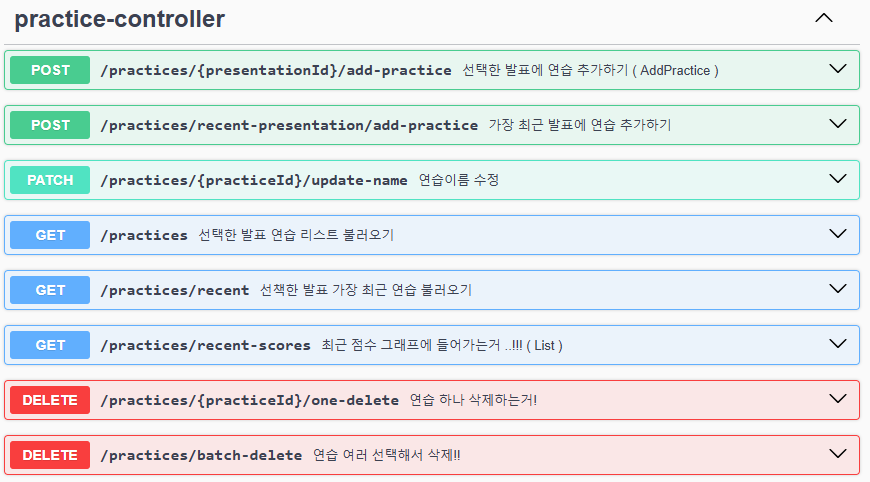 practice-controller
POST /practices/{presentationId}/add-practice 선택한 발표에 연습 추가하기 ( AddPractice )
POST /practices/recent-presentation/add-practice 가장 최근 발표에 연습 추가하기
PATCH /practices/{practiceId}/update-name 연습이름 수정
GET /practices 선택한 발표 연습 리스트 불러오기
GET /practices/recent 선책한 발표 가장 최근 연습 불러오기
GET /practices/recent-scores 최근 점수 그래프에 들어가는거 ..!!! ( List )
DELETE /practices/{practiceId}/one-delete 연습 하나 삭제하는거!
DELETE /practices/batch-delete 연습 여러 선택해서 삭제!!